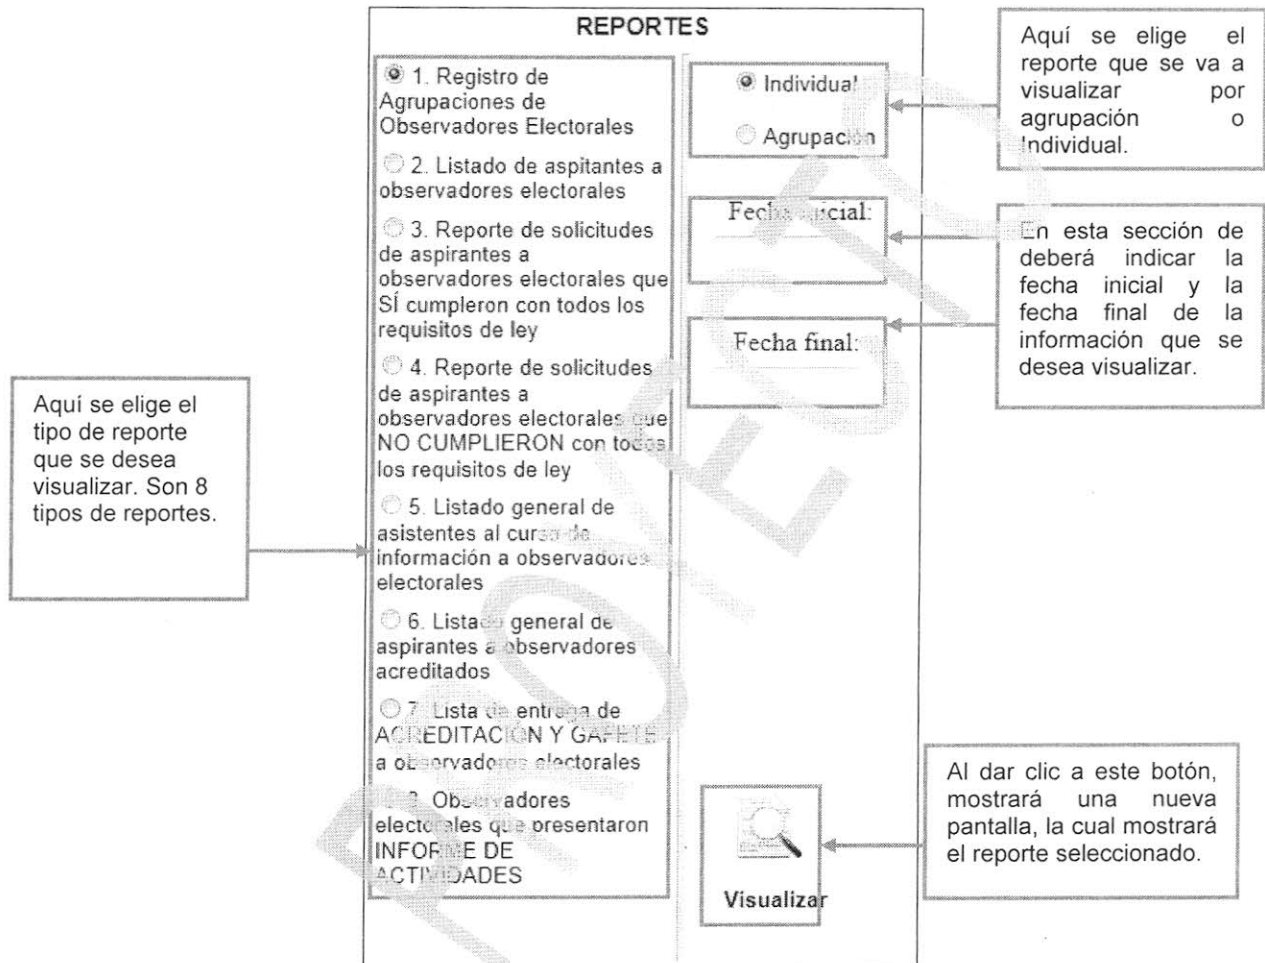 REPORTES
1. Registro de
Agrupaciones de
Observadores Electorales
2. Listado de aspitantes a
observadores electorales
3. Reporte de solicitudes
de aspirantes a
observadores electorales que
SÍ cumpleron con todos los
requisitos de ley
4. Reporte de solicitudes
de aspirantes a
observadores electorales que
NO CUMPLIERON con todos
los requisitos de ley
5. Listado general de
asistentes al curso de
información a observadores
electorales
6. Listado general de
aspirantes a observadores
acreditados
7. Lista de entrega de
ACREDITACIÓN Y GAFETE
a observadores electorales
8. Observadores
electorales que presentaron
INFORME DE
ACTIVIDADES
Individual
Agrupación
Fecha inicial:
Fecha final:
Visualizar
Aquí se elige el
tipo de reporte
que se desea
visualizar. Son 8
tipos de reportes.
Aquí se elige el
reporte que se va a
visualizar por
agrupación o
Individual.
En esta sección de
deberá indicar la
fecha inicial y la
fecha final de la
información que se
desea visualizar.
Al dar clic a este botón,
mostrará una nueva
pantalla, la cual mostrará
el reporte seleccionado.
PROYECTO